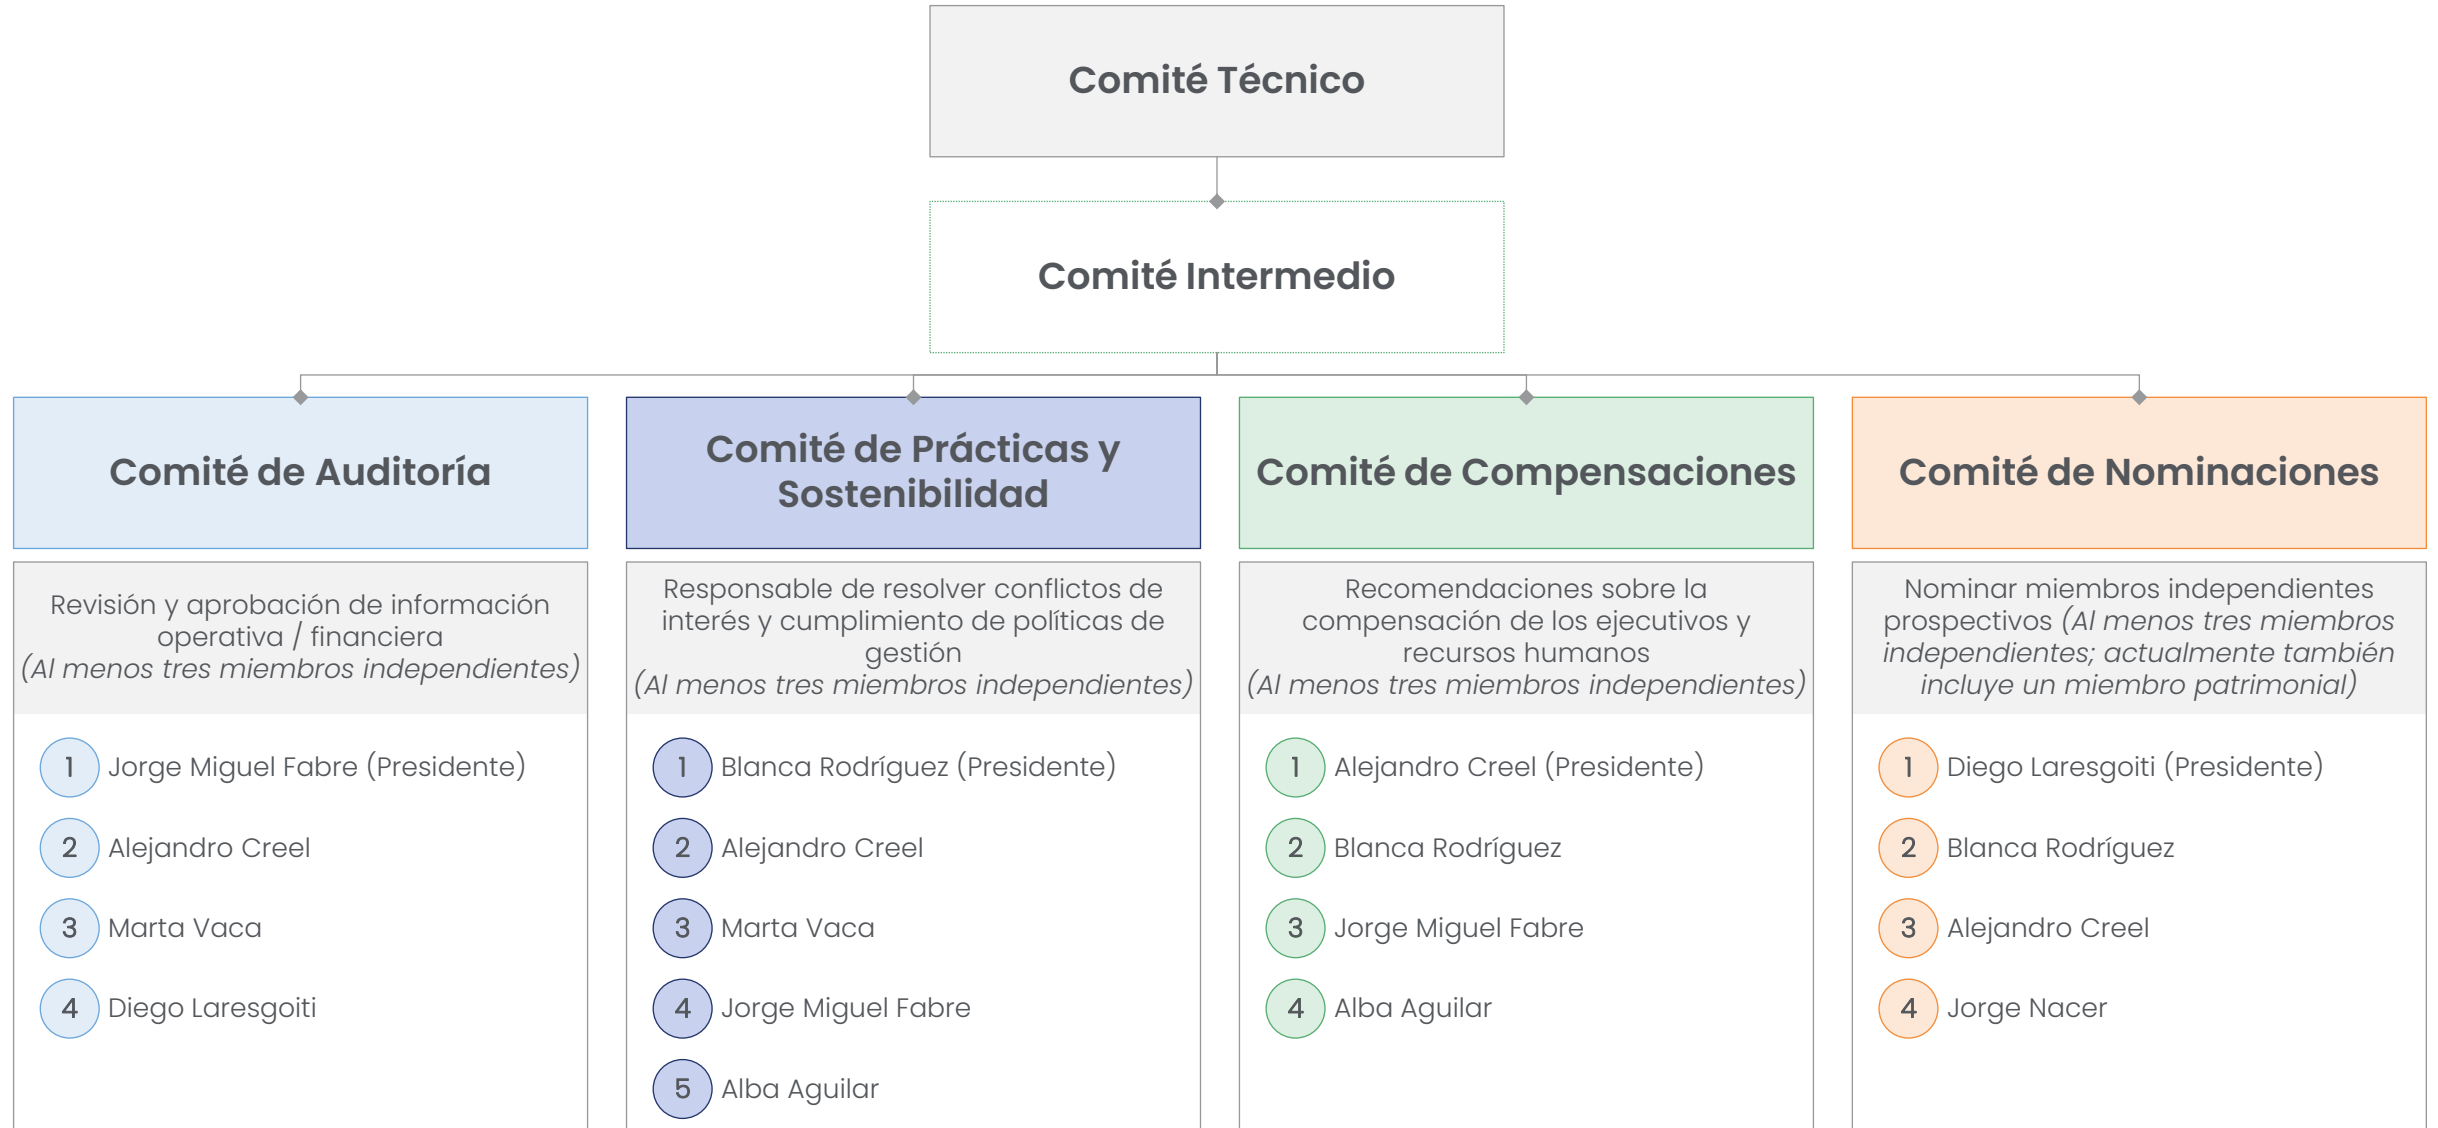 Comité Técnico
Comité Intermedio
Comité de Auditoría
Revisión y aprobación de información
operativa / financiera
(Al menos tres miembros independientes)
1 Jorge Miguel Fabre (Presidente)
2 Alejandro Creel
3 Marta Vaca
4 Diego Laresgoiti
Comité de Prácticas y
Sostenibilidad
Responsable de resolver conflictos de
interés y cumplimiento de políticas de
gestión
(Al menos tres miembros independientes)
1 Blanca Rodríguez (Presidente)
2 Alejandro Creel
3 Marta Vaca
4 Jorge Miguel Fabre
5 Alba Aguilar
Comité de Compensaciones
Recomendaciones sobre la
compensación de los ejecutivos y
recursos humanos
(Al menos tres miembros independientes)
1 Alejandro Creel (Presidente)
2 Blanca Rodríguez
3 Jorge Miguel Fabre
4 Alba Aguilar
Comité de Nominaciones
Nominar miembros independientes
prospectivos (Al menos tres miembros
independientes; actualmente también
incluye un miembro patrimonial)
1 Diego Laresgoiti (Presidente)
2 Blanca Rodríguez
3 Alejandro Creel
4 Jorge Nacer